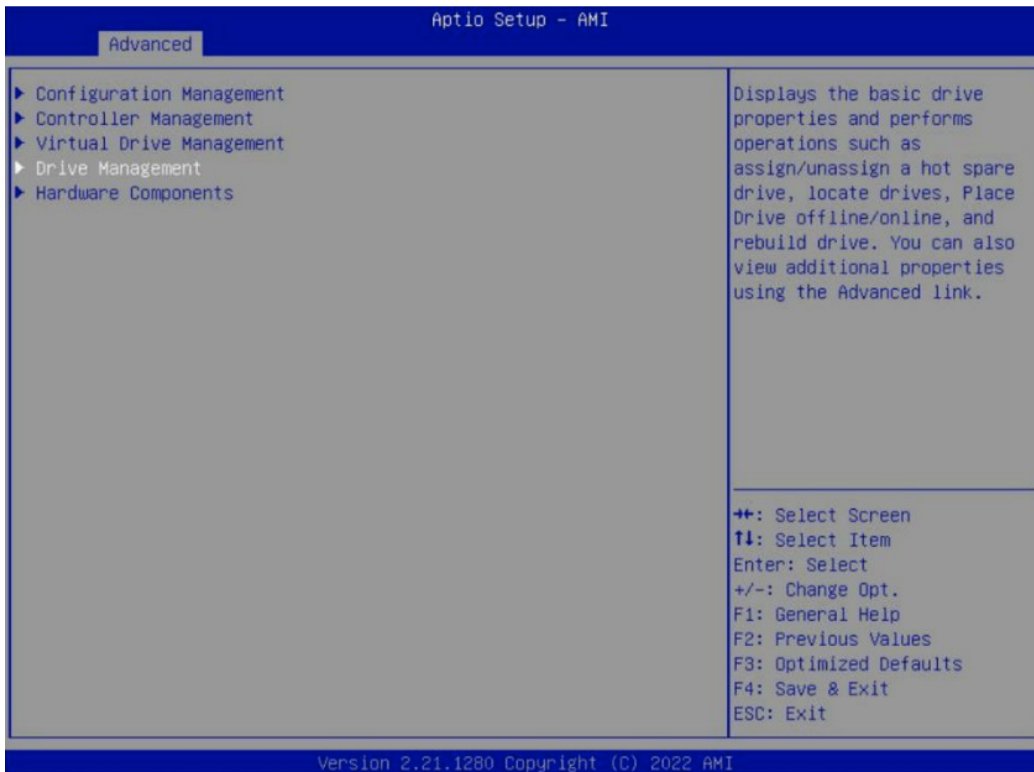 Aptio Setup - AMI
Advanced
Configuration Management
Controller Management
Virtual Drive Management
Drive Management
Hardware Components
Displays the basic drive
properties and performs
operations such as
assign/unassign a hot spare
drive, locate drives, Place
Drive offline/online, and
rebuild drive. You can also
view additional properties
using the Advanced link.
→←: Select Screen
↑↓: Select Item
Enter: Select
+/-: Change Opt.
F1: General Help
F2: Previous Values
F3: Optimized Defaults
F4: Save & Exit
ESC: Exit
Version 2.21.1280 Copyright (C) 2022 AMI